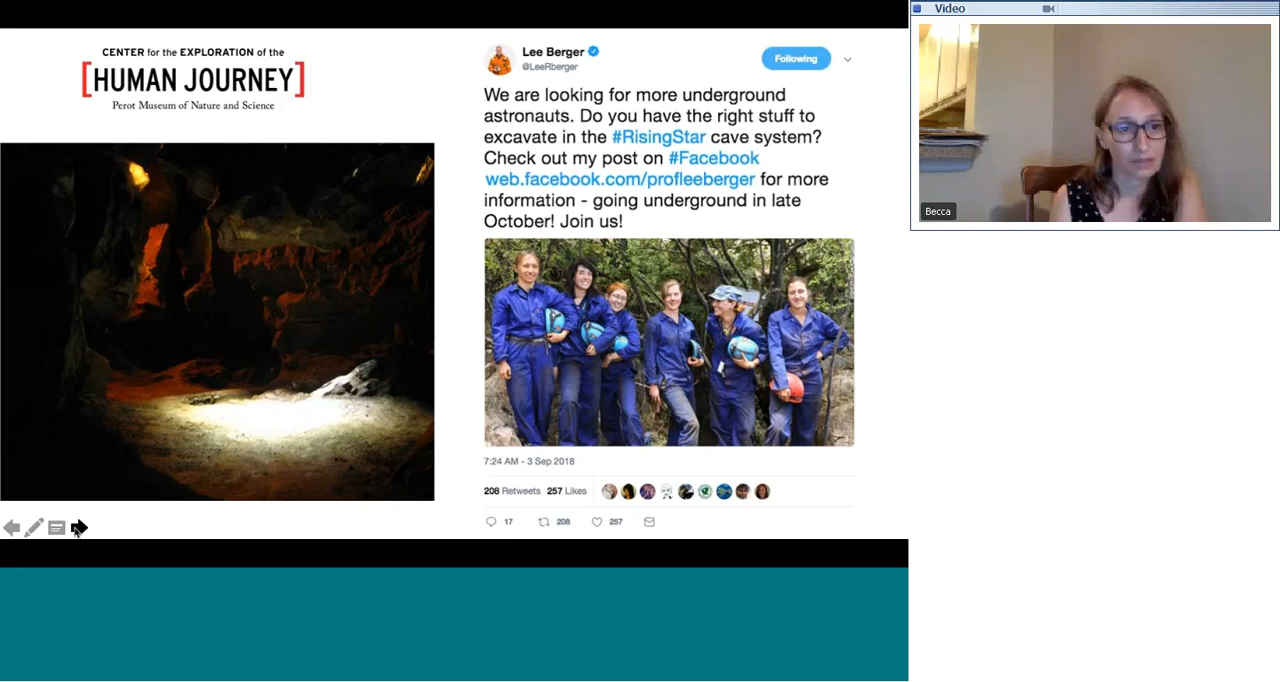 CENTER for the EXPLORATION of the
[HUMAN JOURNEY]
Perot Museum of Nature and Science
Lee Berger
@LeeRberger
Following
We are looking for more underground
astronauts. Do you have the right stuff to
excavate in the #RisingStar cave system?
Check out my post on #Facebook
web.facebook.com/profleeberger for more
information - going underground in late
October! Join us!
7:24 AM - 3 Sep 2018
208 Retweets 257 Likes
17 208 257
Video
Becca